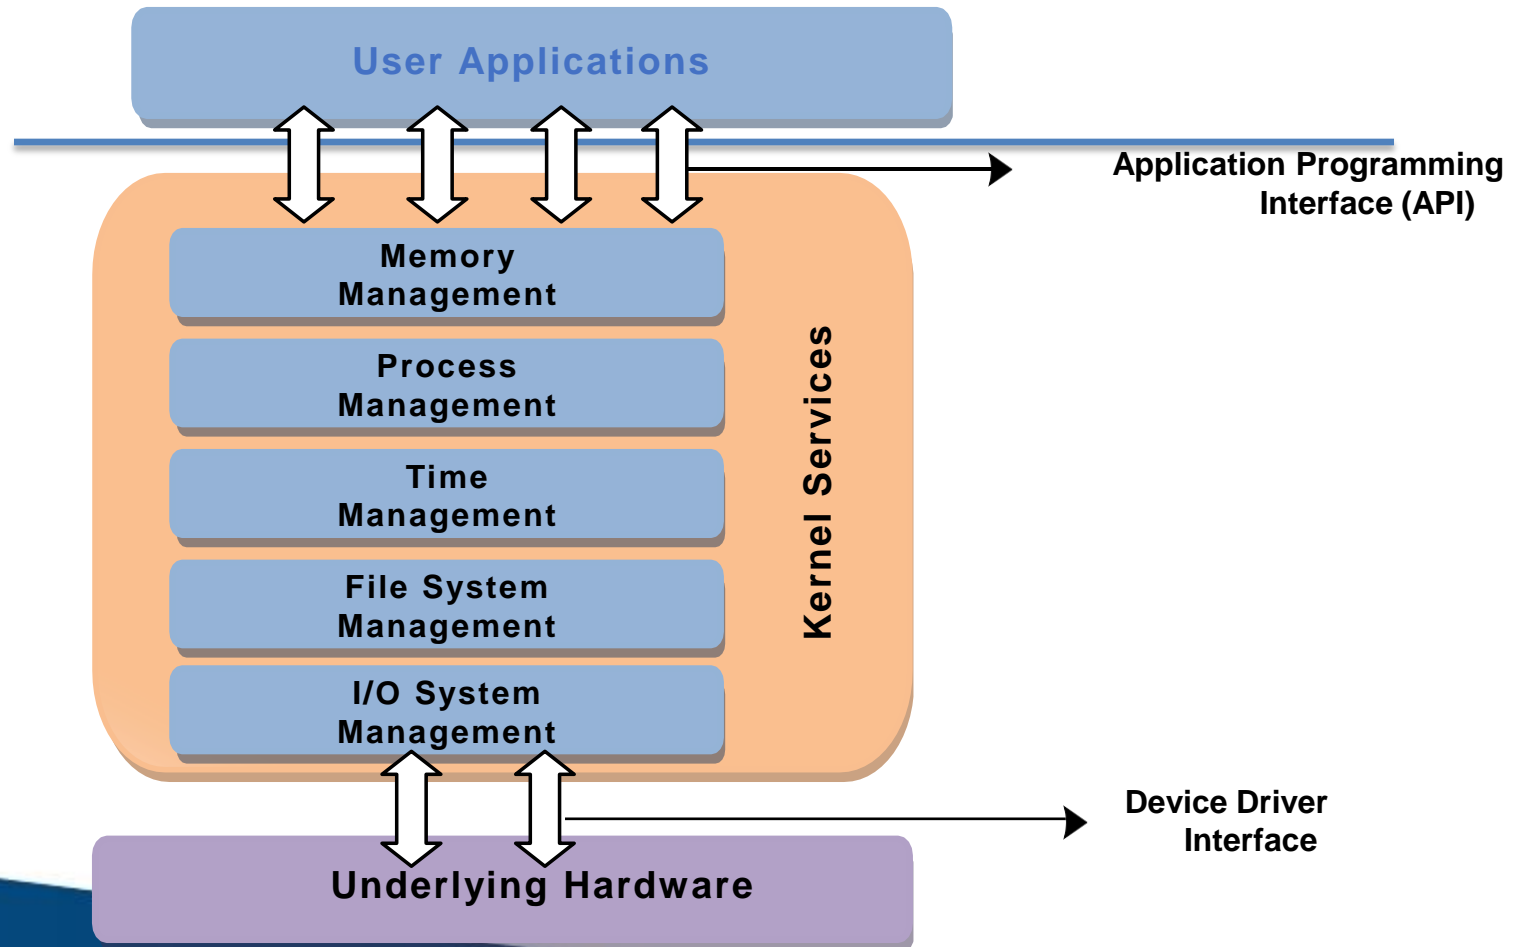 User Applications
Application Programming
Interface (API)
Memory
Management
Process
Management
Time
Management
File System
Management
I/O System
Management
Kernel Services
Device Driver
Interface
Underlying Hardware